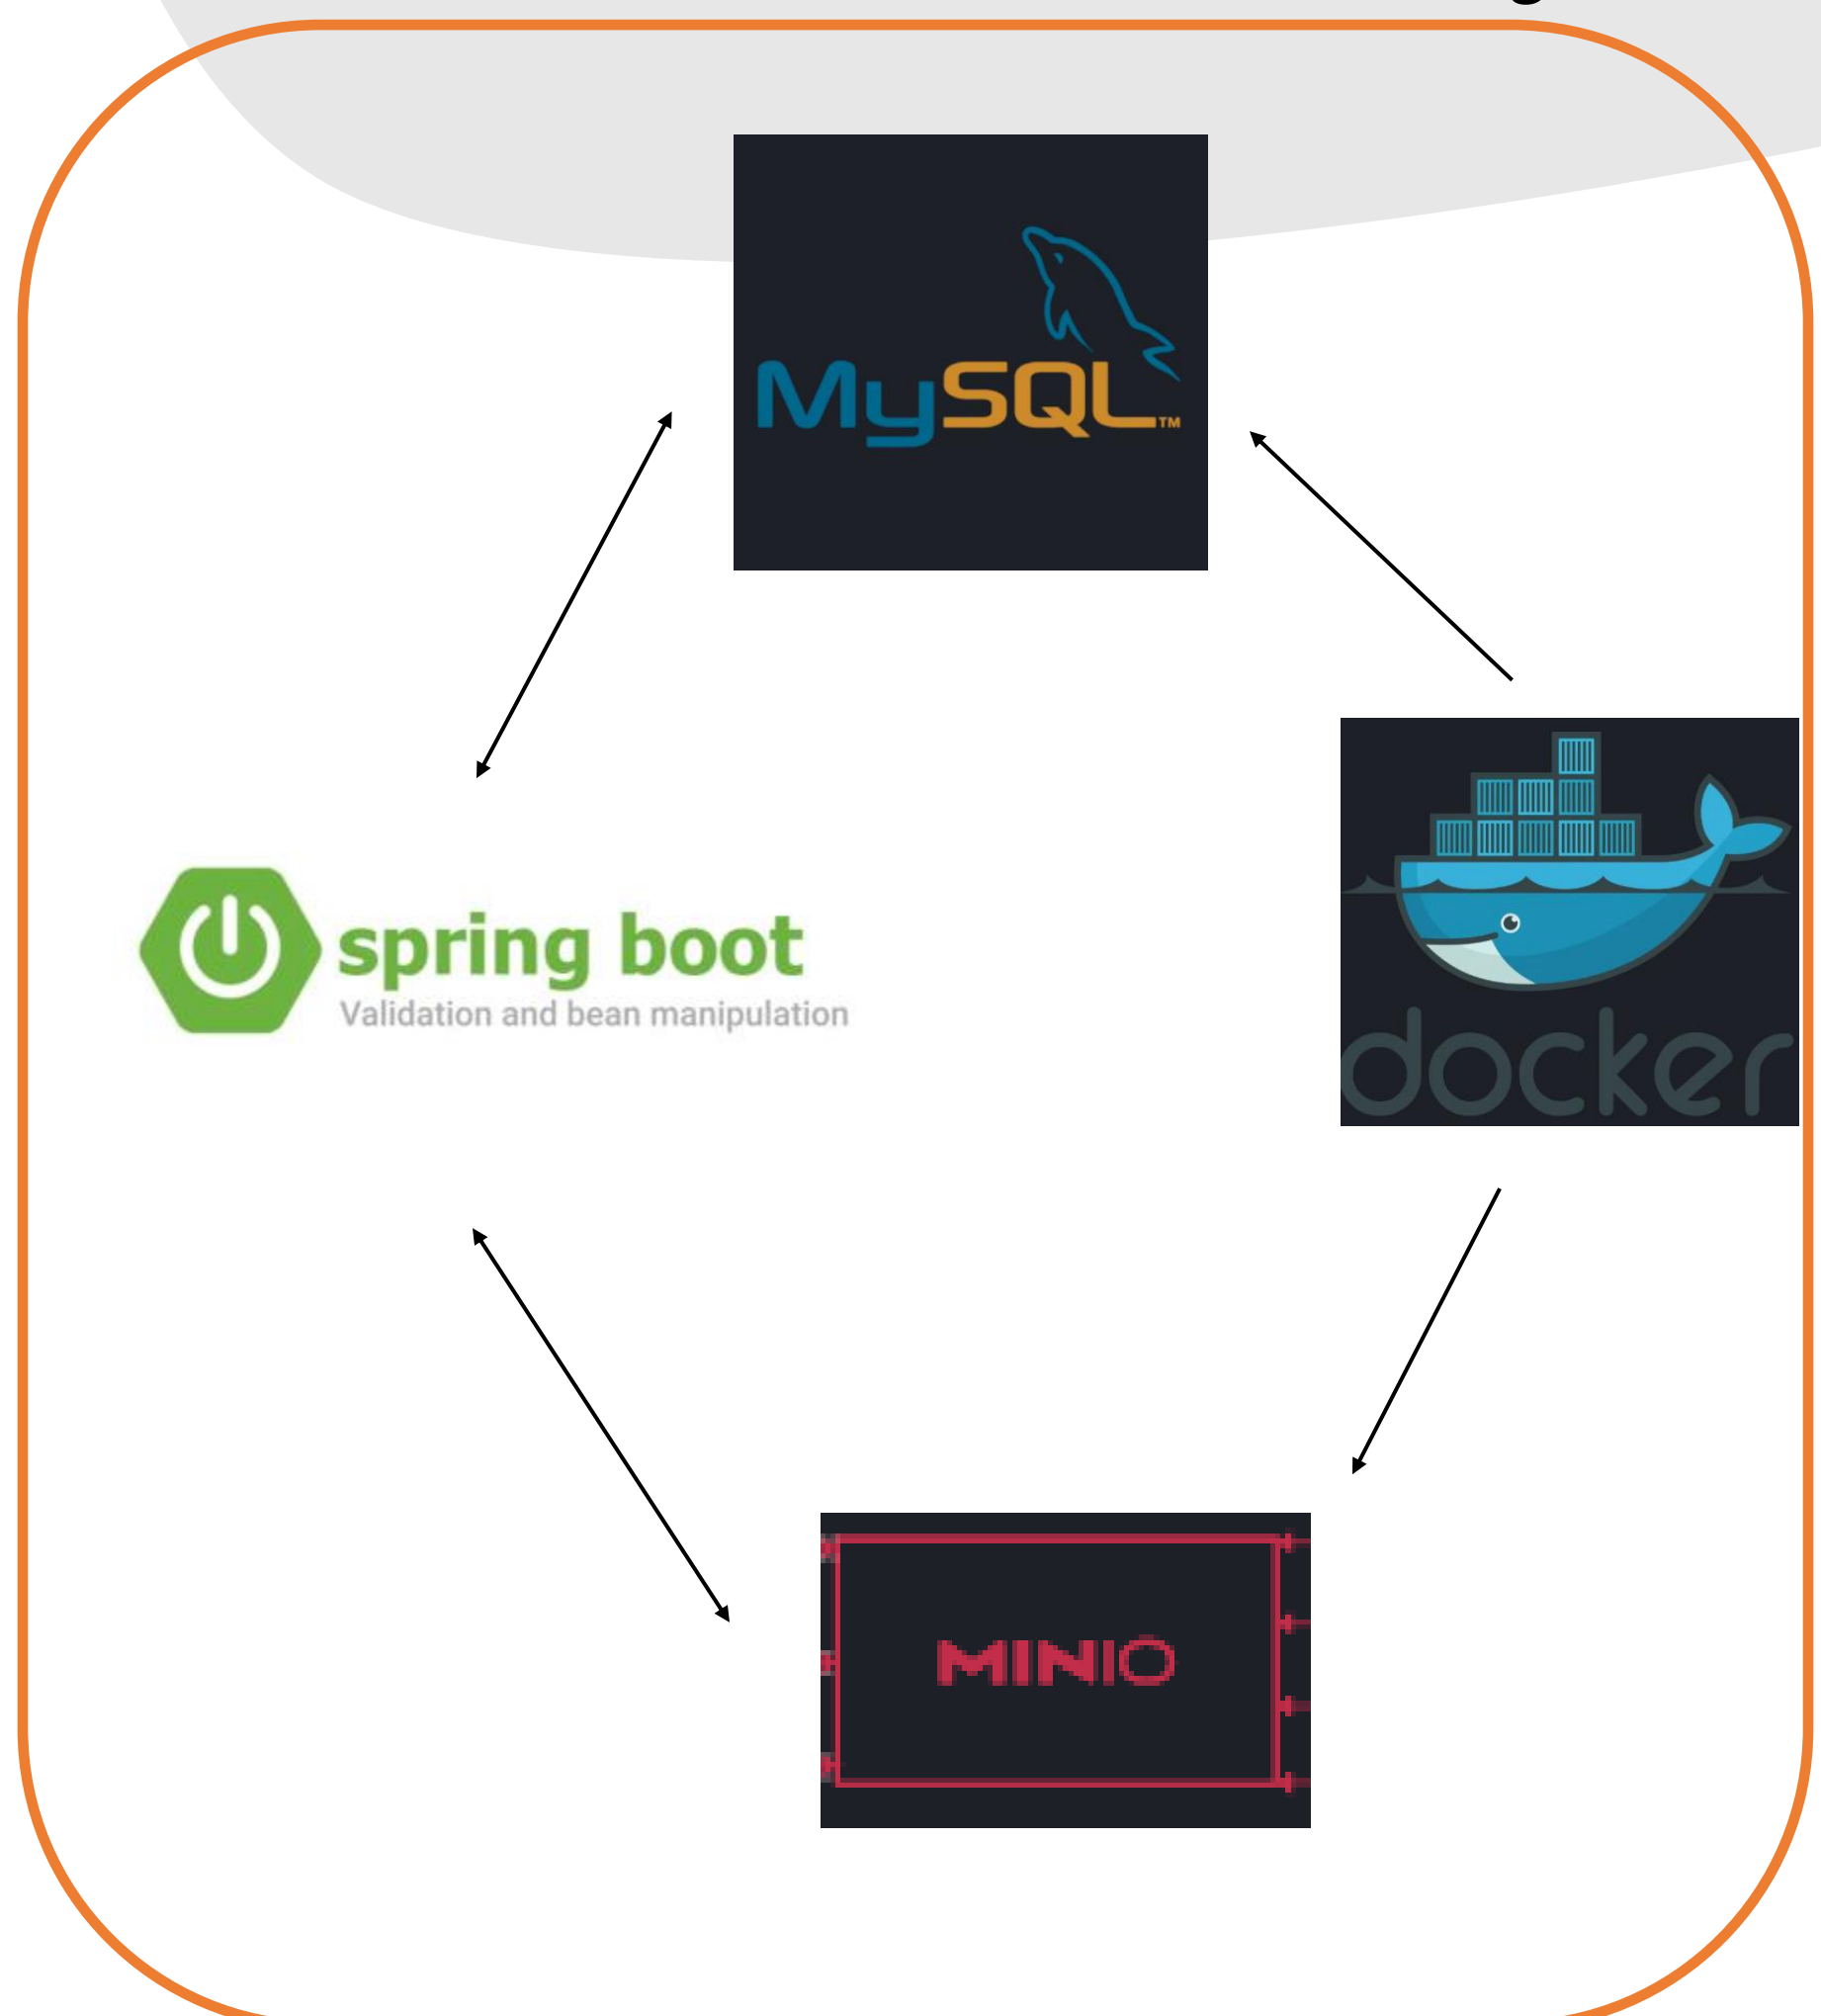 MySQL™
spring boot
Validation and bean manipulation
docker
MINIO